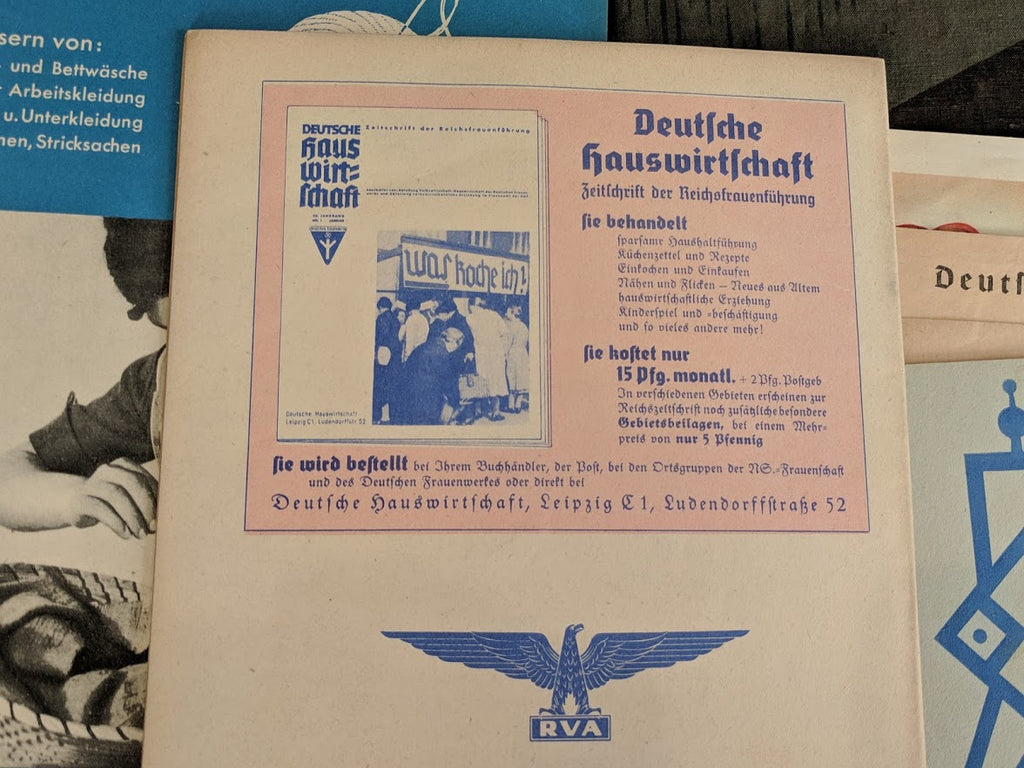 sern von:
- und Bettwäsche
Arbeitskleidung
u. Unterkleidung
nen, Stricksachen
DEUTSCHE Zeitschrift der Reichsfrauenführung
Haus
wirt=
schaft
Was koche ich?
Deutsche Hauswirtschaft
Leipzig C1, Ludendorffstr. 52
Deutsche
Hauswirtschaft
Zeitschrift der Reichsfrauenführung
sie behandelt
sparsame Haushaltführung
Küchenzettel und Rezepte
Einkochen und Einkaufen
Nähen und Flicken – Neues aus Altem
hauswirtschaftliche Erziehung
Kinderspiel und =beschäftigung
und so vieles andere mehr!
sie kostet nur
15 Pfg. monatl. + 2 Pfg. Postgeb
In verschiedenen Gebieten erscheinen zur
Reichszeitschrift noch zusätzliche besondere
Gebietsbeilagen, bei einem Mehr=
preis von nur 5 Pfennig
sie wird bestellt bei Ihrem Buchhändler, der Post, bei den Ortsgruppen der NS.=Frauenschaft
und des Deutschen Frauenwerkes oder direkt bei
Deutsche Hauswirtschaft, Leipzig C 1, Ludendorffstraße 52
RVA
Deuts